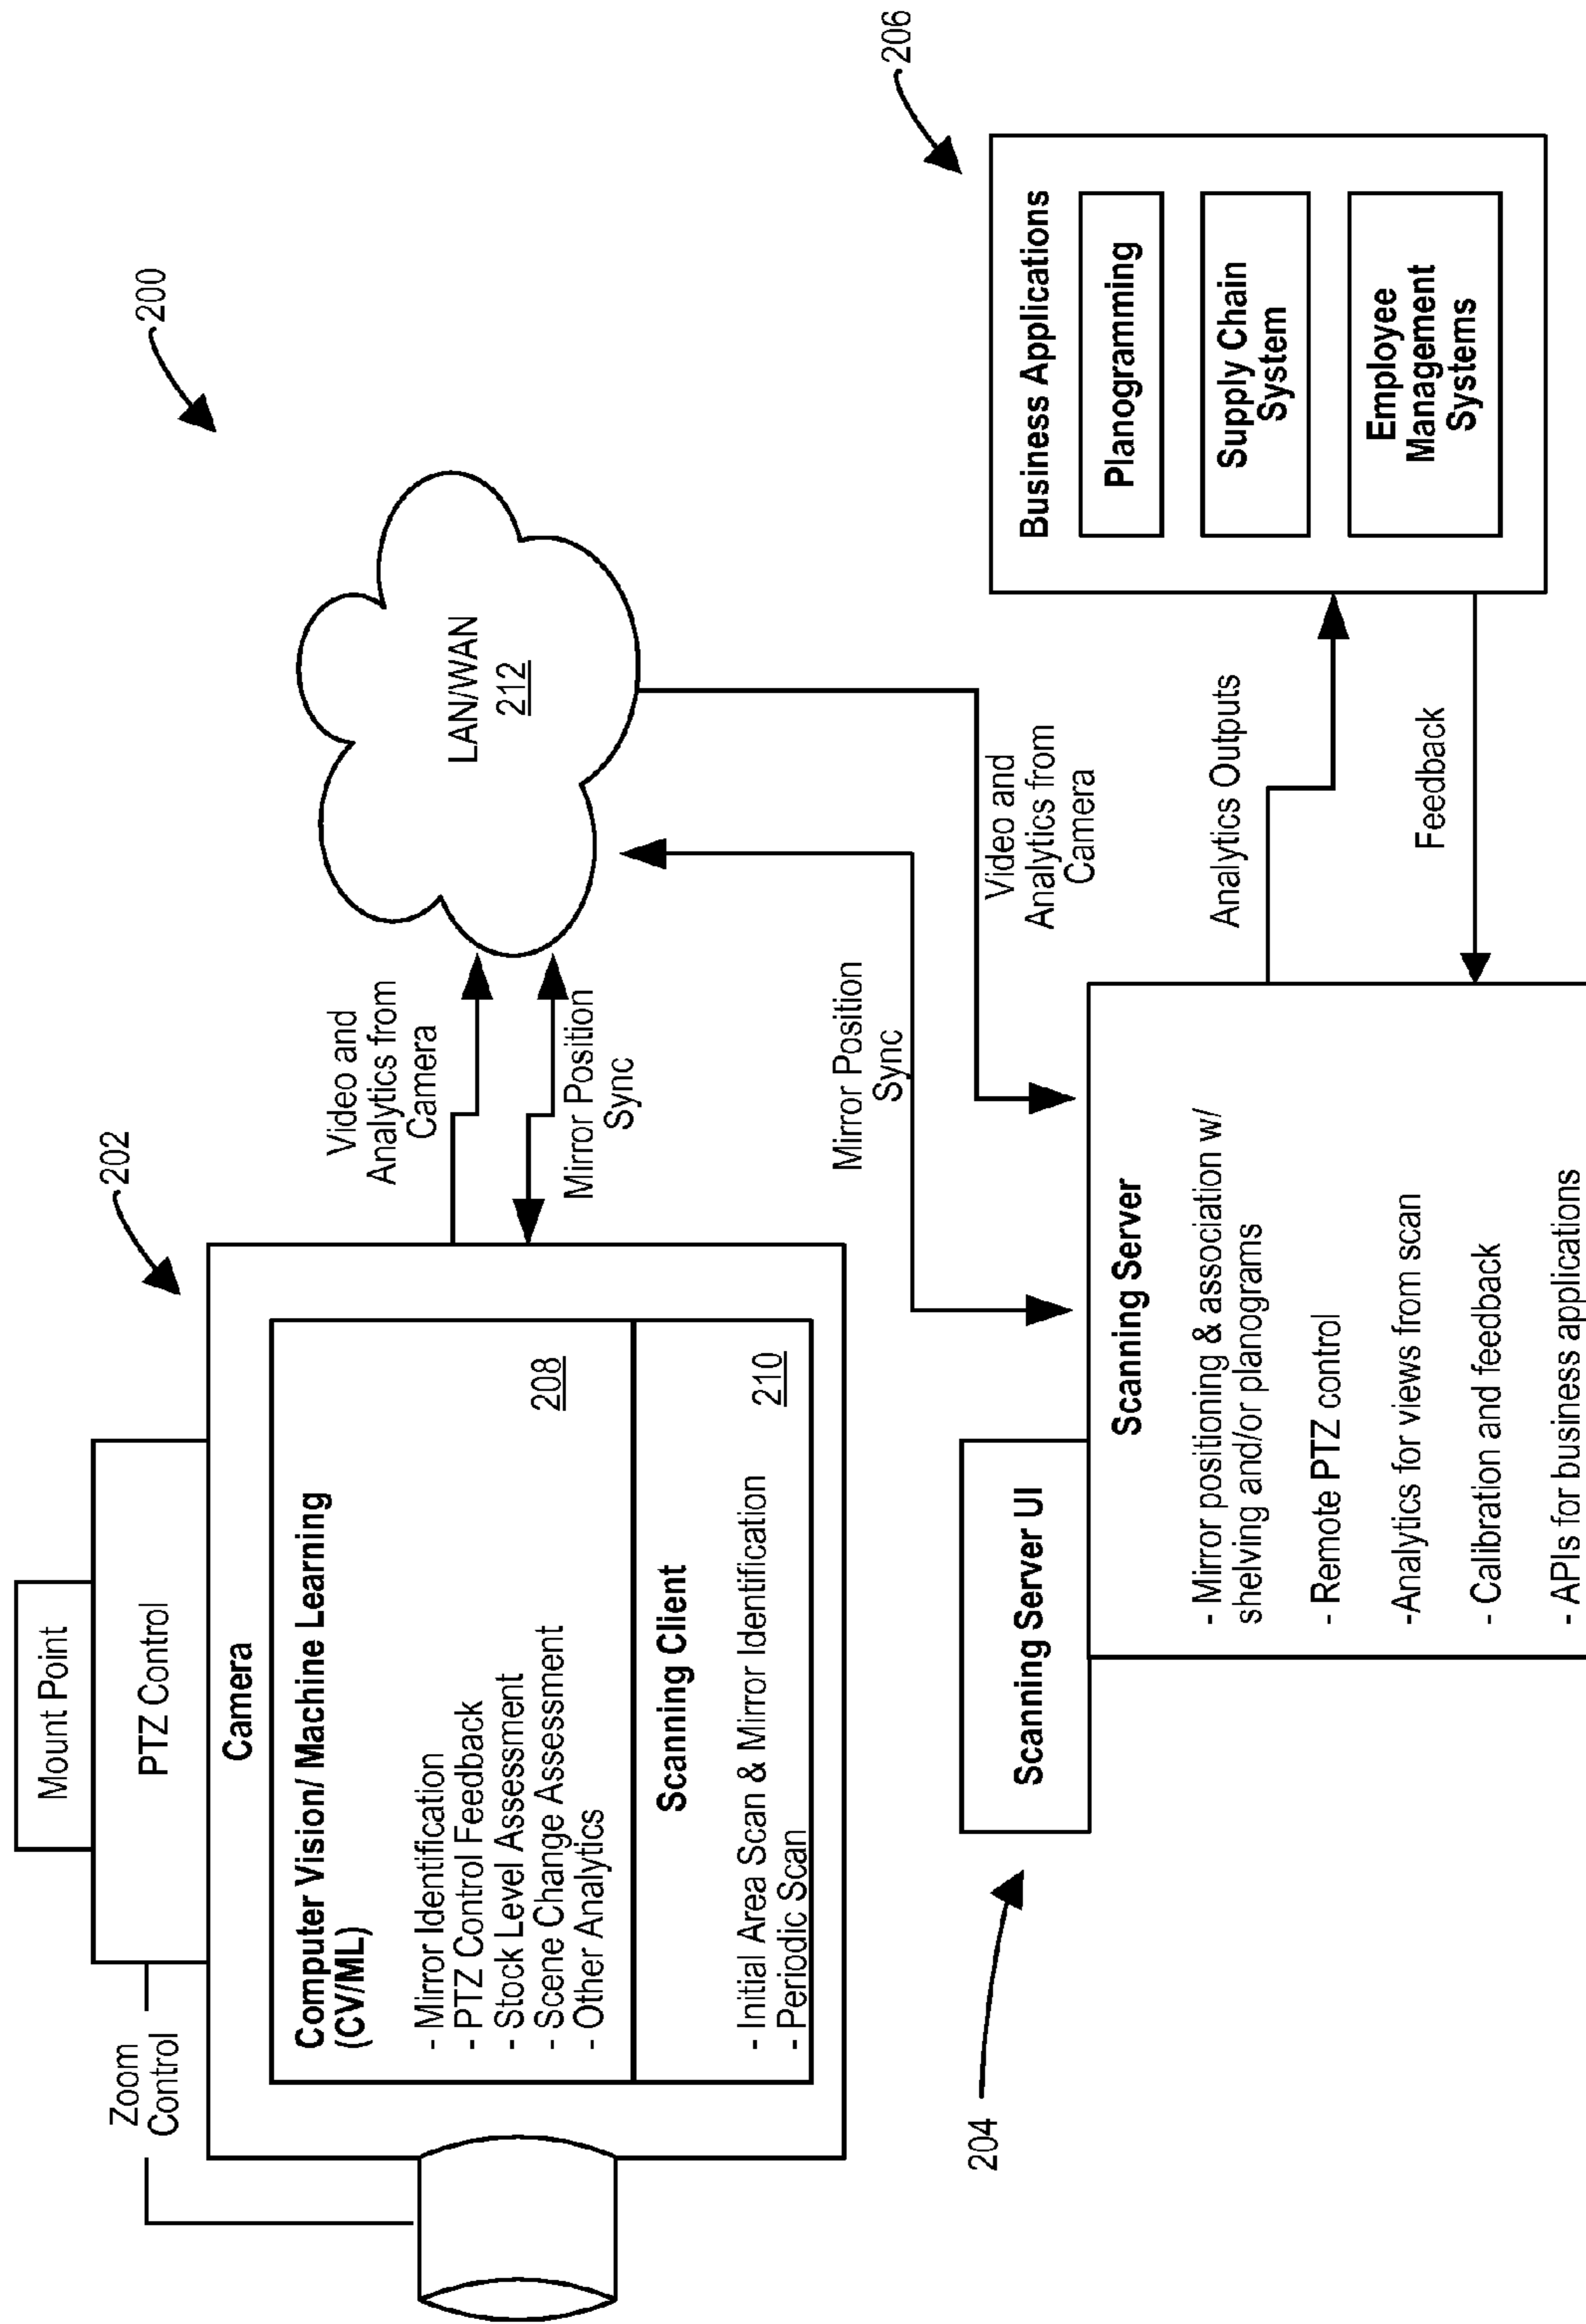 200
202
Mount Point
PTZ Control
Zoom
Control
Camera
Computer Vision/ Machine Learning
(CV/ML)
- Mirror Identification
- PTZ Control Feedback
- Stock Level Assessment
- Scene Change Assessment
- Other Analytics
208
Scanning Client
210
- Initial Area Scan & Mirror Identification
- Periodic Scan
Video and
Analytics from
Camera
Mirror Position
Sync
LAN/WAN
212
Mirror Position
Sync
Video and
Analytics from
Camera
204
Scanning Server UI
Scanning Server
- Mirror positioning & association w/
shelving and/or planograms
- Remote PTZ control
-Analytics for views from scan
- Calibration and feedback
- APIs for business applications
Analytics Outputs
Feedback
206
Business Applications
Planogramming
Supply Chain
System
Employee
Management
Systems